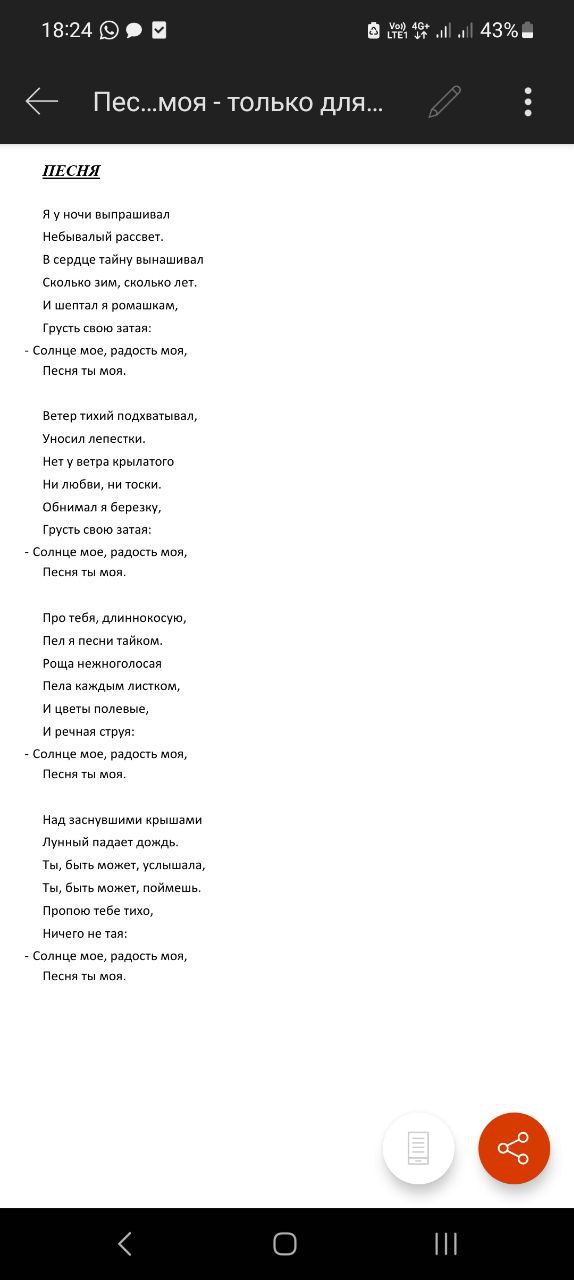 18:24
Vo)) 4G+
LTE1
43%
Пес...моя - только для...
ПЕСНЯ
Я у ночи выпрашивал
Небывалый рассвет.
В сердце тайну вынашивал
Сколько зим, сколько лет.
И шептал я ромашкам,
Грусть свою затая:
- Солнце мое, радость моя,
Песня ты моя.
Ветер тихий подхватывал,
Уносил лепестки.
Нет у ветра крылатого
Ни любви, ни тоски.
Обнимал я березку,
Грусть свою затая:
- Солнце мое, радость моя,
Песня ты моя.
Про тебя, длиннокосую,
Пел я песни тайком.
Роща нежноголосая
Пела каждым листком,
И цветы полевые,
И речная струя:
- Солнце мое, радость моя,
Песня ты моя.
Над заснувшими крышами
Лунный падает дождь.
Ты, быть может, услышала,
Ты, быть может, поймешь.
Пропою тебе тихо,
Ничего не тая:
- Солнце мое, радость моя,
Песня ты моя.